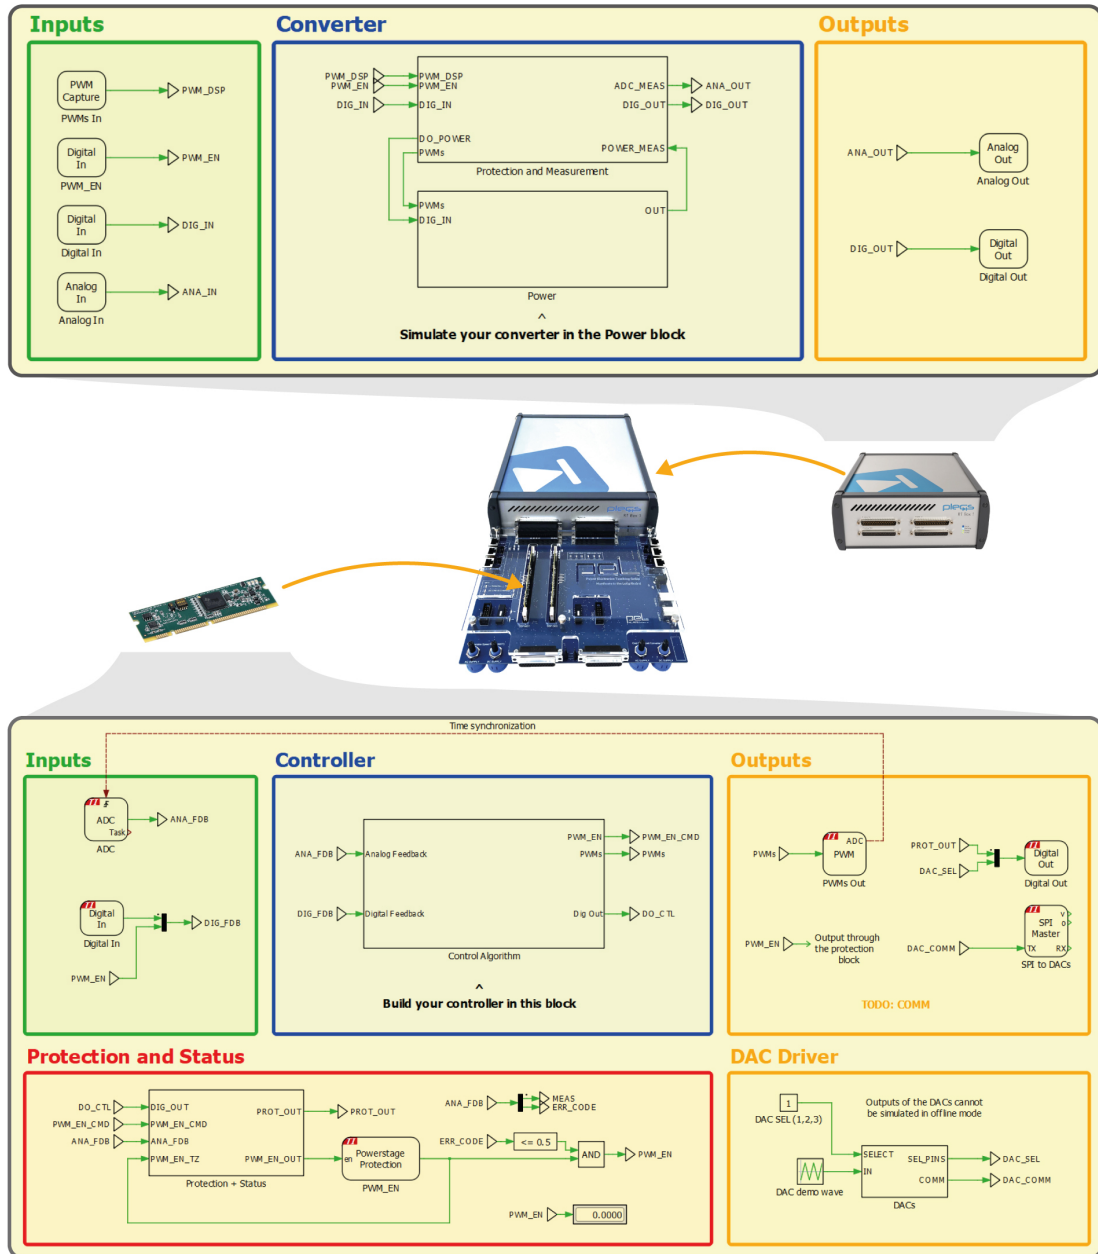 Inputs
Converter
Outputs
PWM
Capture
PWMs In
PWM_DSP
Digital
In
PWM_EN
PWM_EN
Digital
In
Digital In
DIG_IN
Analog
In
Analog In
ANA_IN
PWM_DSP
PWM_EN
DIG_IN
PWM_DSP
PWM_EN
DIG_IN
DO_POWER
PWMs
ADC_MEAS
DIG_OUT
POWER_MEAS
ANA_OUT
DIG_OUT
Protection and Measurement
PWMs
DIG_IN
OUT
Power
^
Simulate your converter in the Power block
ANA_OUT
Analog
Out
Analog Out
DIG_OUT
Digital
Out
Digital Out
plecs
plecs
RT Box 1
pel
pel
Time synchronization
Inputs
Controller
Outputs
ADC
Task
ADC
ANA_FDB
Digital
In
Digital In
DIG_FDB
PWM_EN
ANA_FDB
DIG_FDB
Analog Feedback
Digital Feedback
PWM_EN
PWMs
Dig Out
PWM_EN_CMD
PWMs
DO_CTL
Control Algorithm
^
Build your controller in this block
PWMs
ADC
PWM
PWMs Out
PROT_OUT
DAC_SEL
Digital
Out
Digital Out
PWM_EN
Output through
the protection
block
DAC_COMM
SPI
Master
TX
RX
V
O
SPI to DACs
TODO: COMM
Protection and Status
DAC Driver
DO_CTL
PWM_EN_CMD
ANA_FDB
DIG_OUT
PWM_EN_CMD
ANA_FDB
PWM_EN_TZ
PROT_OUT
PWM_EN_OUT
Protection + Status
PROT_OUT
en
Powerstage
Protection
PWM_EN
ANA_FDB
MEAS
ERR_CODE
ERR_CODE
<= 0.5
AND
PWM_EN
PWM_EN
0.0000
1
DAC SEL (1,2,3)
Outputs of the DACs cannot
be simulated in offline mode
DAC demo wave
SELECT
IN
SEL_PINS
COMM
DACs
DAC_SEL
DAC_COMM